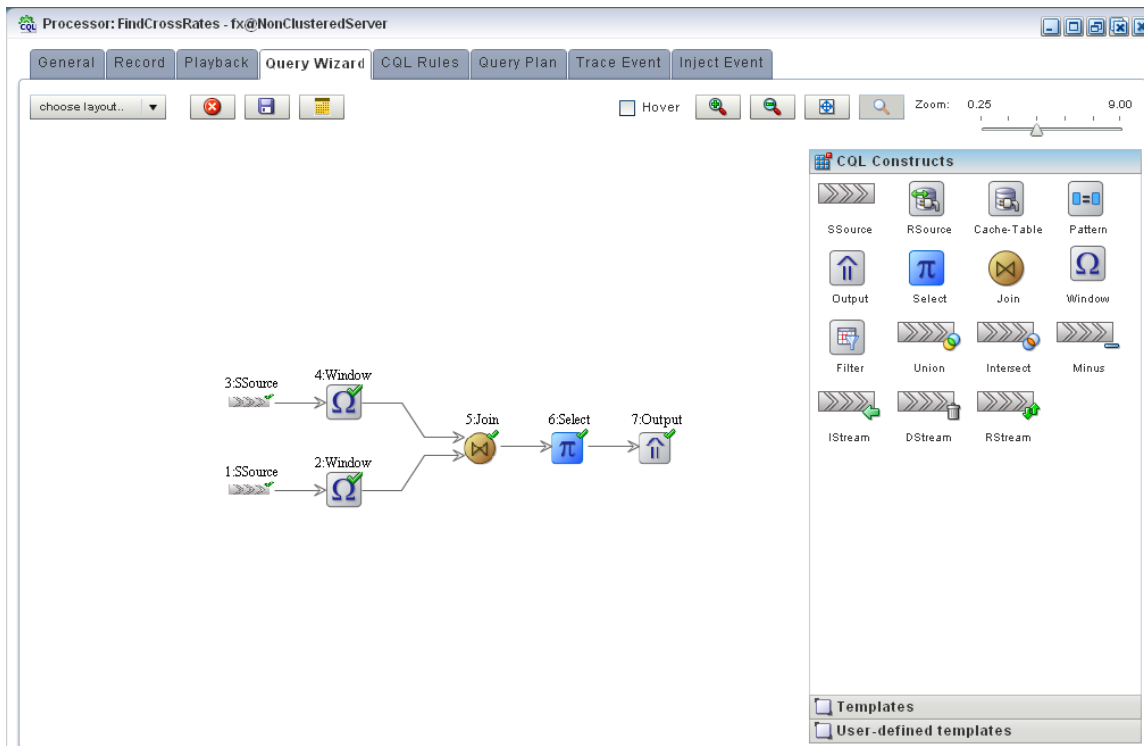 CQL Processor: FindCrossRates - fx@NonClusteredServer
General Record Playback Query Wizard CQL Rules Query Plan Trace Event Inject Event
choose layout.. Hover Zoom: 0.25 9.00
CQL Constructs
SSource RSource Cache-Table Pattern
Output Select Join Window
Filter Union Intersect Minus
IStream DStream RStream
3:SSource 4:Window
5:Join 6:Select 7:Output
1:SSource 2:Window
Templates
User-defined templates